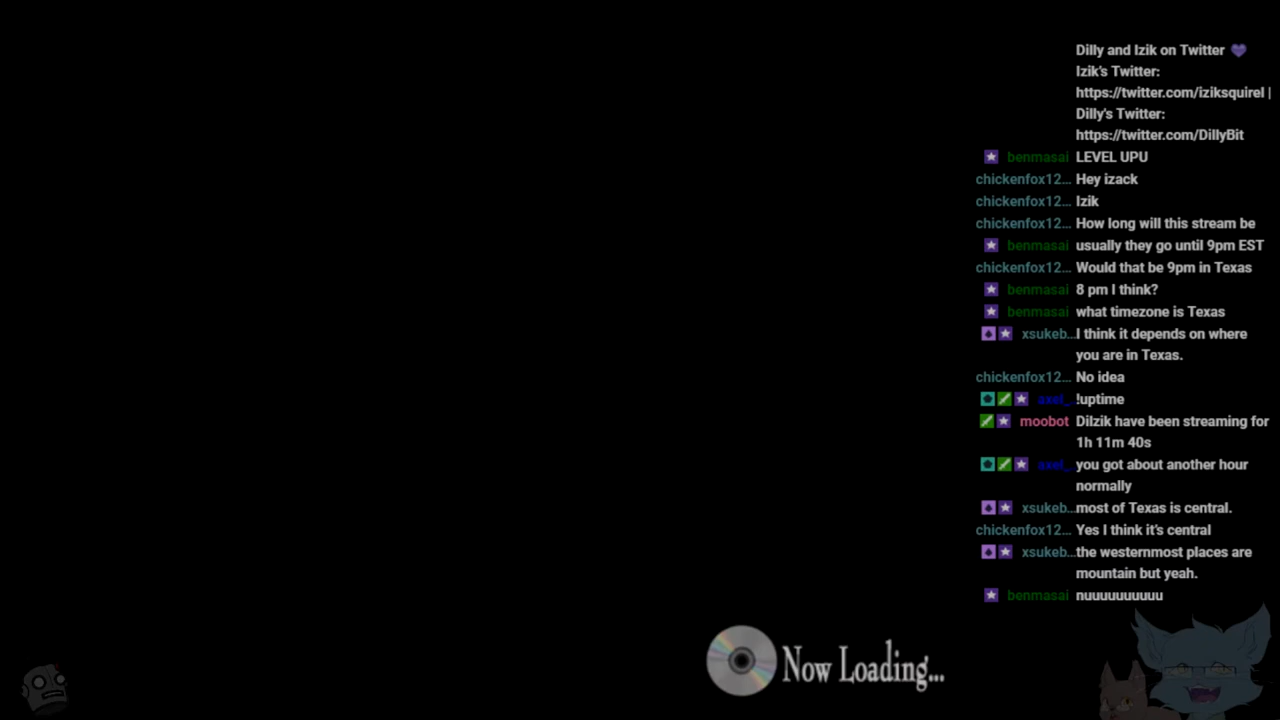 Dilly and Izik on Twitter 💜
Izik's Twitter:
https://twitter.com/iziksquirel |
Dilly's Twitter:
https://twitter.com/DillyBit
benmasai LEVEL UPU
chickenfox12... Hey izack
chickenfox12... Izik
chickenfox12... How long will this stream be
benmasai usually they go until 9pm EST
chickenfox12... Would that be 9pm in Texas
benmasai 8 pm I think?
benmasai what timezone is Texas
xsukeb... I think it depends on where
you are in Texas.
chickenfox12... No idea
axel_ !uptime
moobot Dilzik have been streaming for
1h 11m 40s
axel_ you got about another hour
normally
xsukeb... most of Texas is central.
chickenfox12... Yes I think it's central
xsukeb... the westernmost places are
mountain but yeah.
benmasai nuuuuuuuuuu
Now Loading...